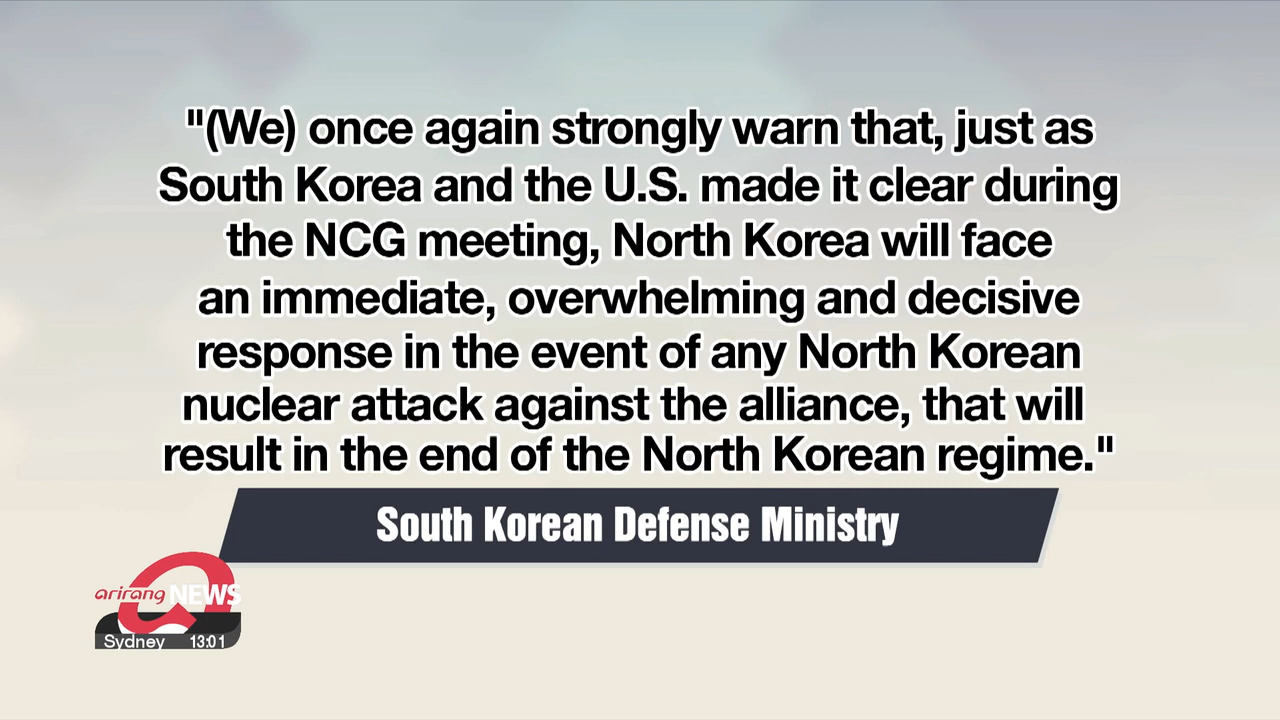 "(We) once again strongly warn that, just as
South Korea and the U.S. made it clear during
the NCG meeting, North Korea will face
an immediate, overwhelming and decisive
response in the event of any North Korean
nuclear attack against the alliance, that will
result in the end of the North Korean regime."
South Korean Defense Ministry
arirang NEWS
Sydney 13:01